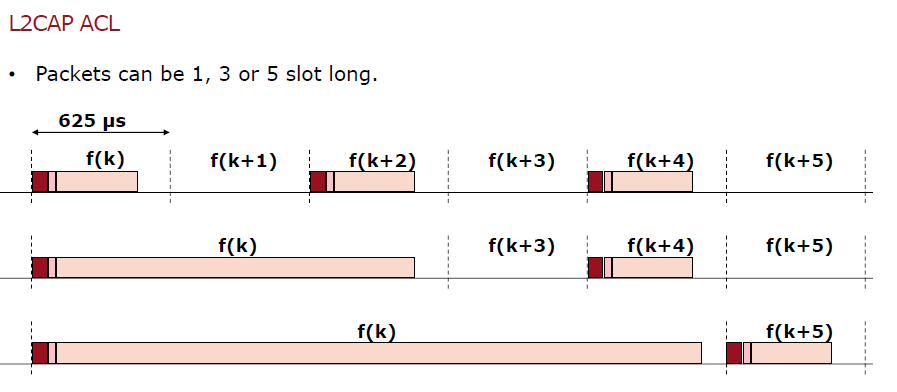 L2CAP ACL
• Packets can be 1, 3 or 5 slot long.
625 µs
f(k) f(k+1) f(k+2) f(k+3) f(k+4) f(k+5)
f(k) f(k+3) f(k+4) f(k+5)
f(k) f(k+5)